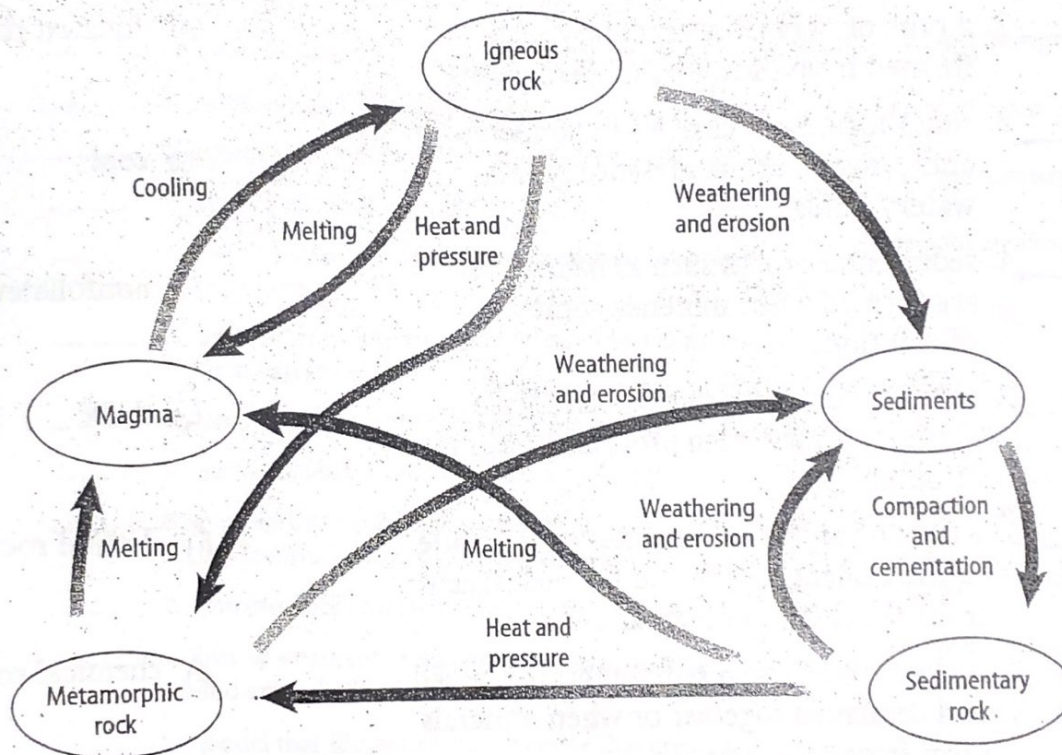 Igneous
rock
Cooling
Melting
Heat and
pressure
Weathering
and erosion
Magma
Weathering
and erosion
Sediments
Melting
Melting
Weathering
and erosion
Compaction
and
cementation
Heat and
pressure
Metamorphic
rock
Sedimentary
rock